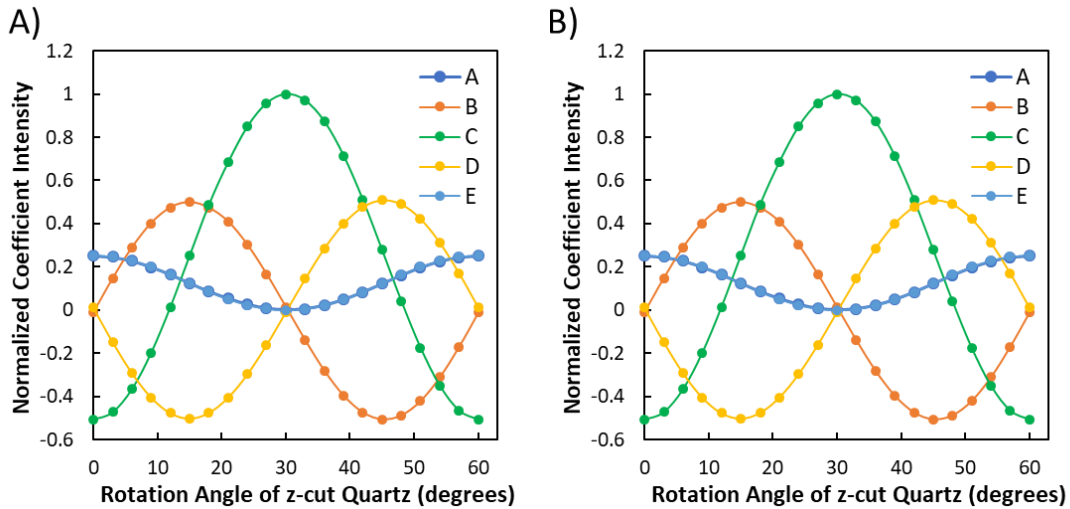 A)
B)
1.2
1
0.8
0.6
0.4
0.2
0
-0.2
-0.4
-0.6
Normalized Coefficient Intensity
A
B
C
D
E
0 10 20 30 40 50 60
Rotation Angle of z-cut Quartz (degrees)
1.2
1
0.8
0.6
0.4
0.2
0
-0.2
-0.4
-0.6
Normalized Coefficient Intensity
A
B
C
D
E
0 10 20 30 40 50 60
Rotation Angle of z-cut Quartz (degrees)